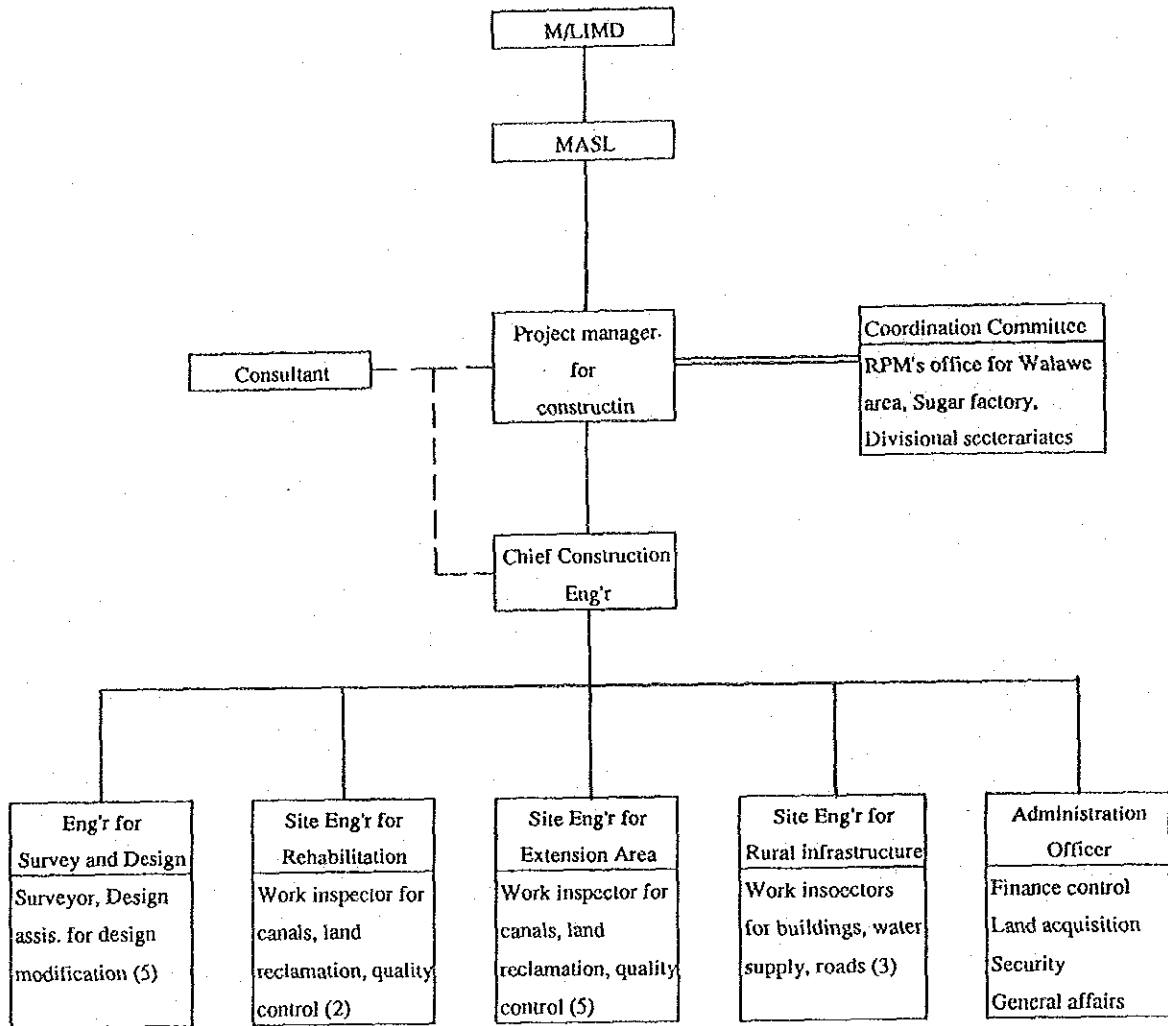 M/LIMD
MASL
Project manager.
for
constructin
Consultant
Coordination Committee
RPM's office for Walawe
area, Sugar factory,
Divisional secterariates
Chief Construction
Eng'r
Eng'r for
Survey and Design
Surveyor, Design
assis. for design
modification (5)
Site Eng'r for
Rehabilitation
Work inspector for
canals, land
reclamation, quality
control (2)
Site Eng'r for
Extension Area
Work inspector for
canals, land
reclamation, quality
control (5)
Site Eng'r for
Rural infrastructure
Work insoectors
for buildings, water
supply, roads (3)
Administration
Officer
Finance control
Land acquisition
Security
General affairs